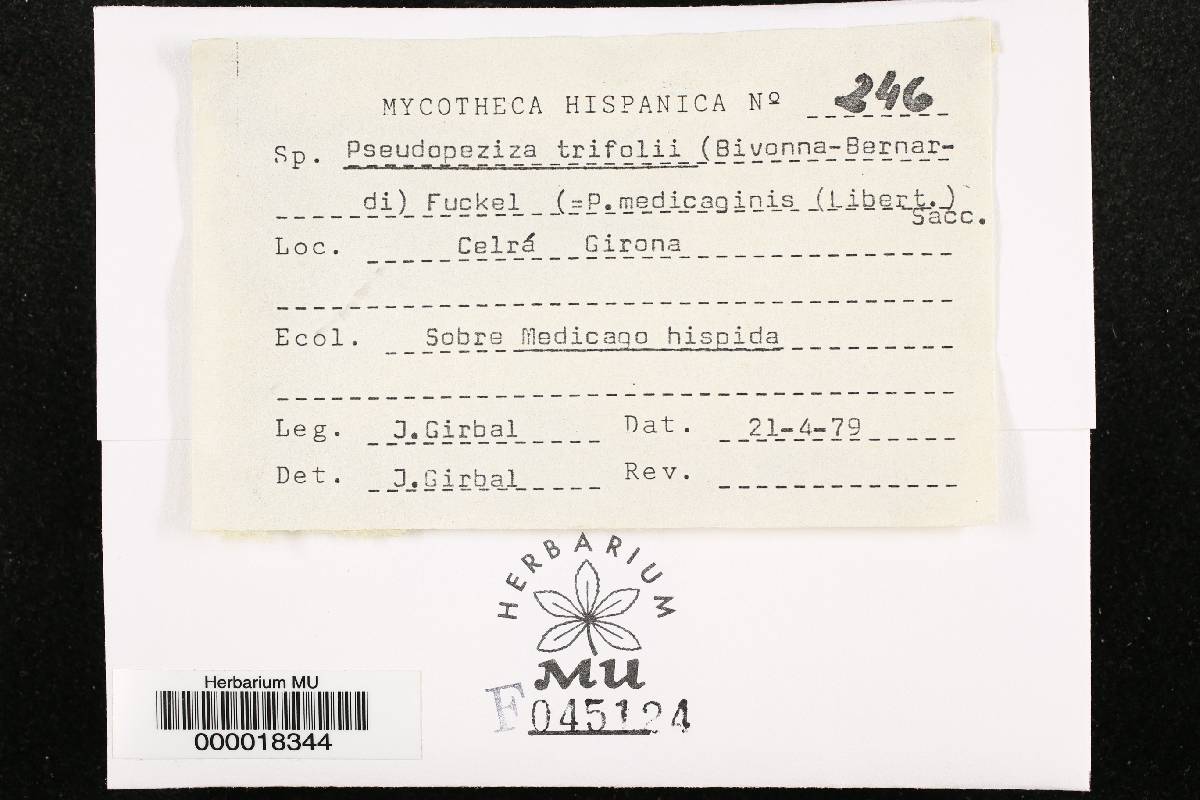 MYCOTHECA HISPANICA Nº 246
Sp. Pseudopeziza trifolii (Bivonna-Bernar-
di) Fuckel (=P.medicaginis (Libert.)
Sacc.
Loc. Celrá Girona
Ecol. Sobre Medicago hispida
Leg. J.Girbal Dat. 21-4-79
Det. J.Girbal Rev.
HERBARIUM
MU
F 045124
Herbarium MU
000018344